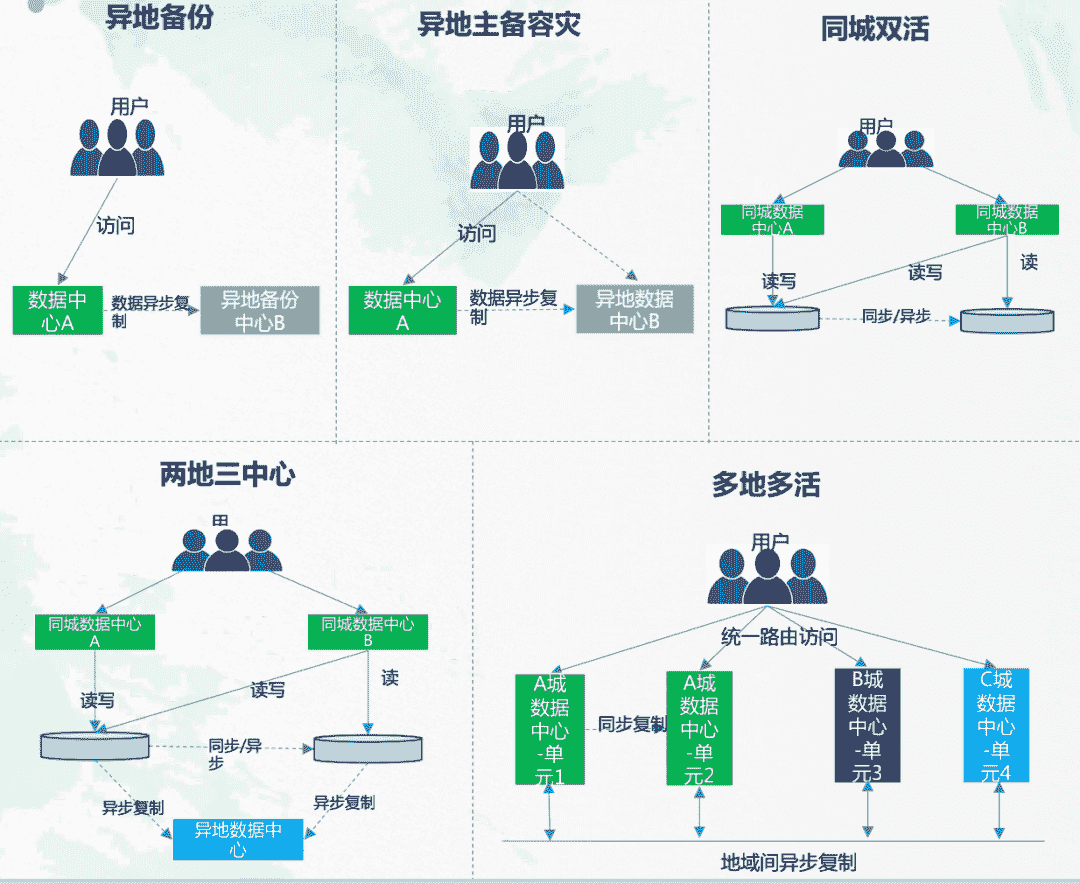 异地备份
用户
访问
数据中
心A
数据异步复
制
异地备份
中心B
异地主备容灾
用户
访问
数据中心
A
数据异步复
制
异地数据
中心B
同城双活
用户
同城数据
中心A
同城数据
中心B
读写
读写
读
同步/异步
两地三中心
用
同城数据中心
A
同城数据中心
B
读写
读写
读
同步/异
步
异步复制
异步复制
异地数据中
心
多地多活
用户
统一路由访问
A城
数据
中心
-单
元1
同步复制
A城
数据
中心
-单
元2
B城
数据
中心
-单
元3
C城
数据
中心
-单
元4
地域间异步复制